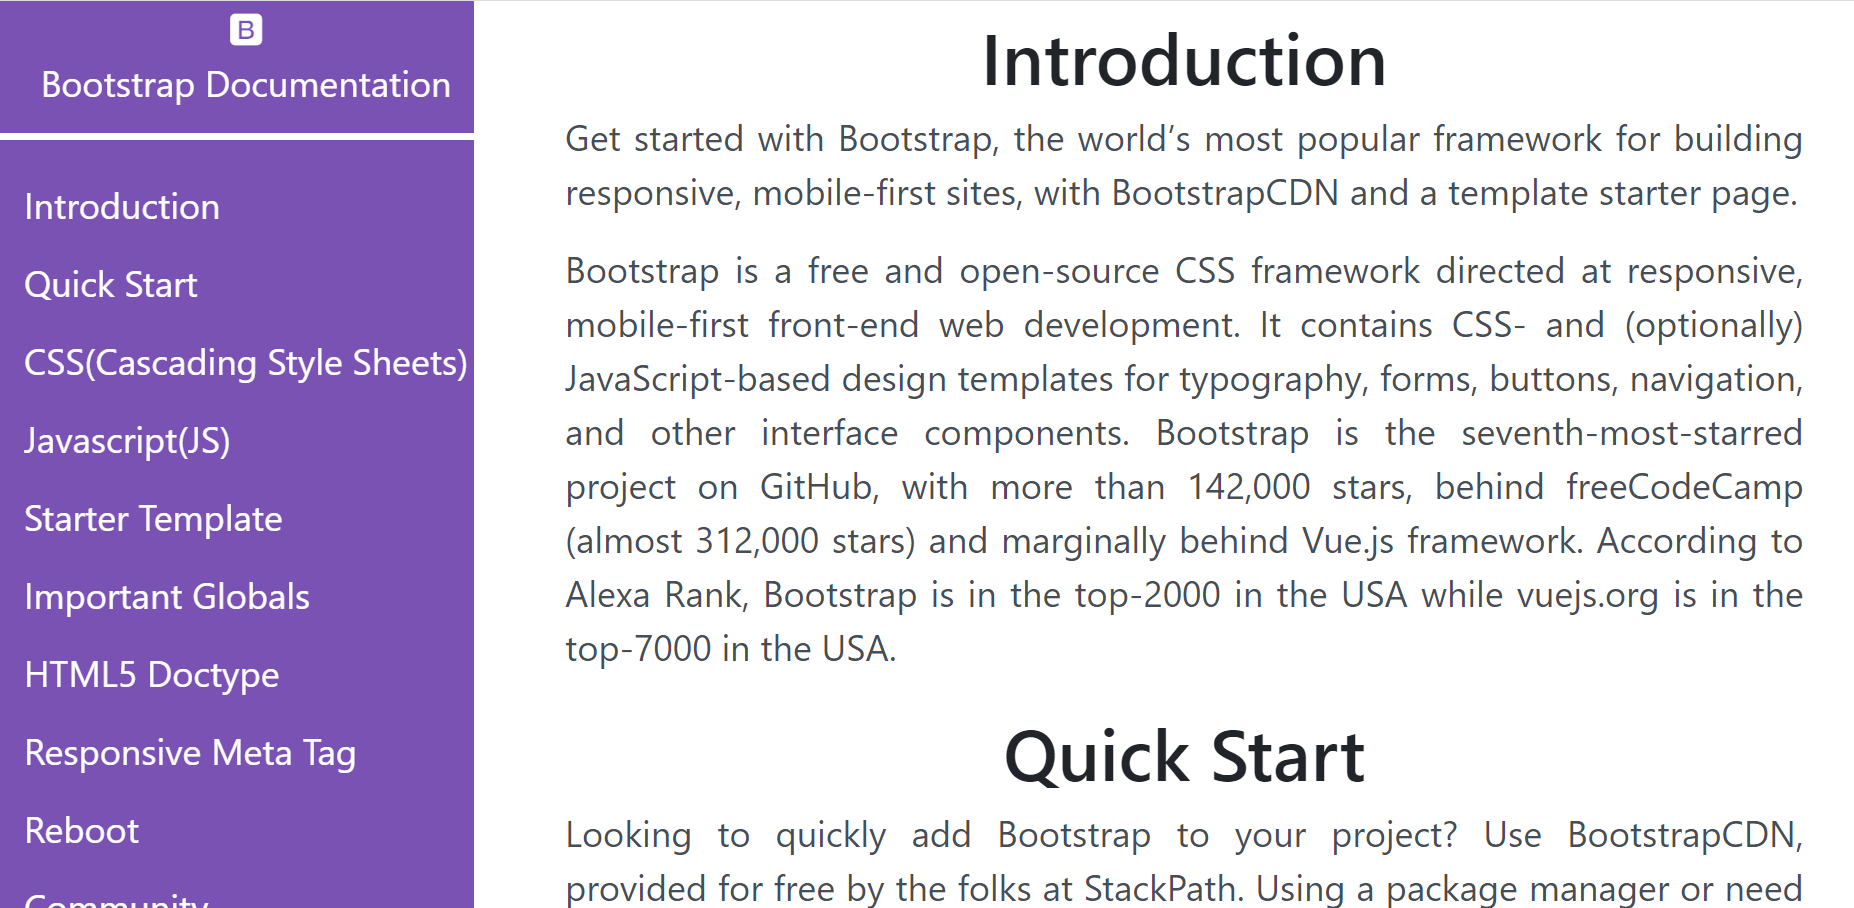 B
Bootstrap Documentation
Introduction
Quick Start
CSS(Cascading Style Sheets)
Javascript(JS)
Starter Template
Important Globals
HTML5 Doctype
Responsive Meta Tag
Reboot
Community
Introduction
Get started with Bootstrap, the world’s most popular framework for building
responsive, mobile-first sites, with BootstrapCDN and a template starter page.
Bootstrap is a free and open-source CSS framework directed at responsive,
mobile-first front-end web development. It contains CSS- and (optionally)
JavaScript-based design templates for typography, forms, buttons, navigation,
and other interface components. Bootstrap is the seventh-most-starred
project on GitHub, with more than 142,000 stars, behind freeCodeCamp
(almost 312,000 stars) and marginally behind Vue.js framework. According to
Alexa Rank, Bootstrap is in the top-2000 in the USA while vuejs.org is in the
top-7000 in the USA.
Quick Start
Looking to quickly add Bootstrap to your project? Use BootstrapCDN,
provided for free by the folks at StackPath. Using a package manager or need